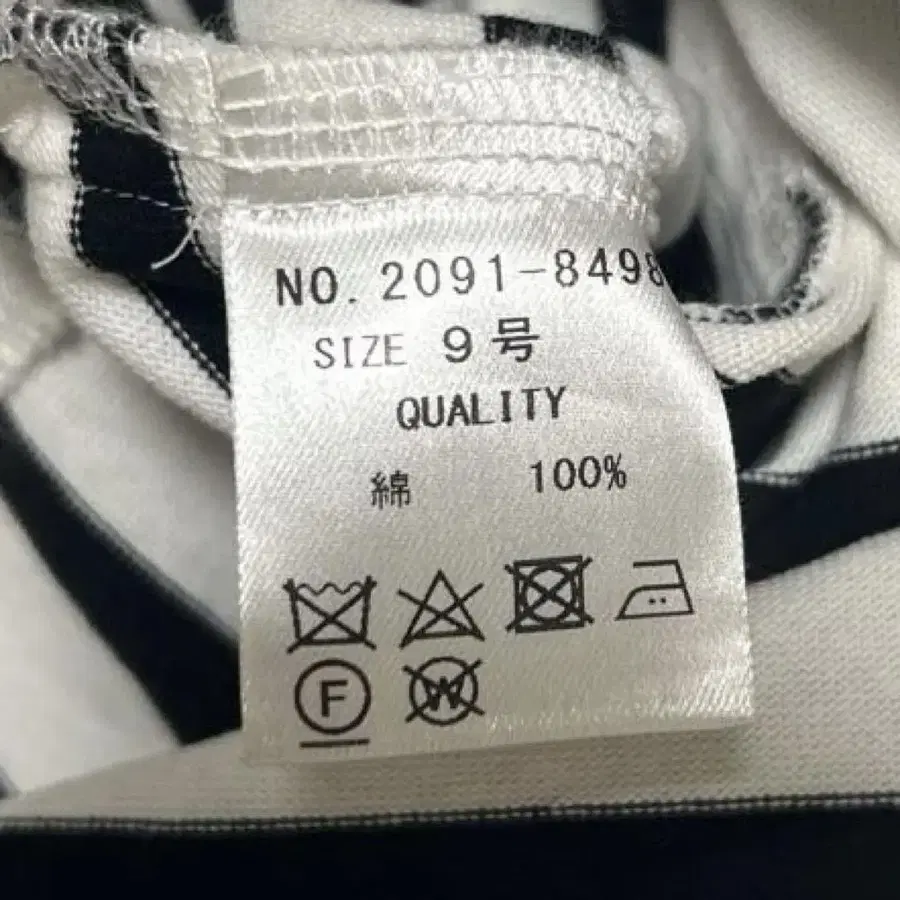 NO. 2091-8498
SIZE 9号
QUALITY
綿 100%
F W